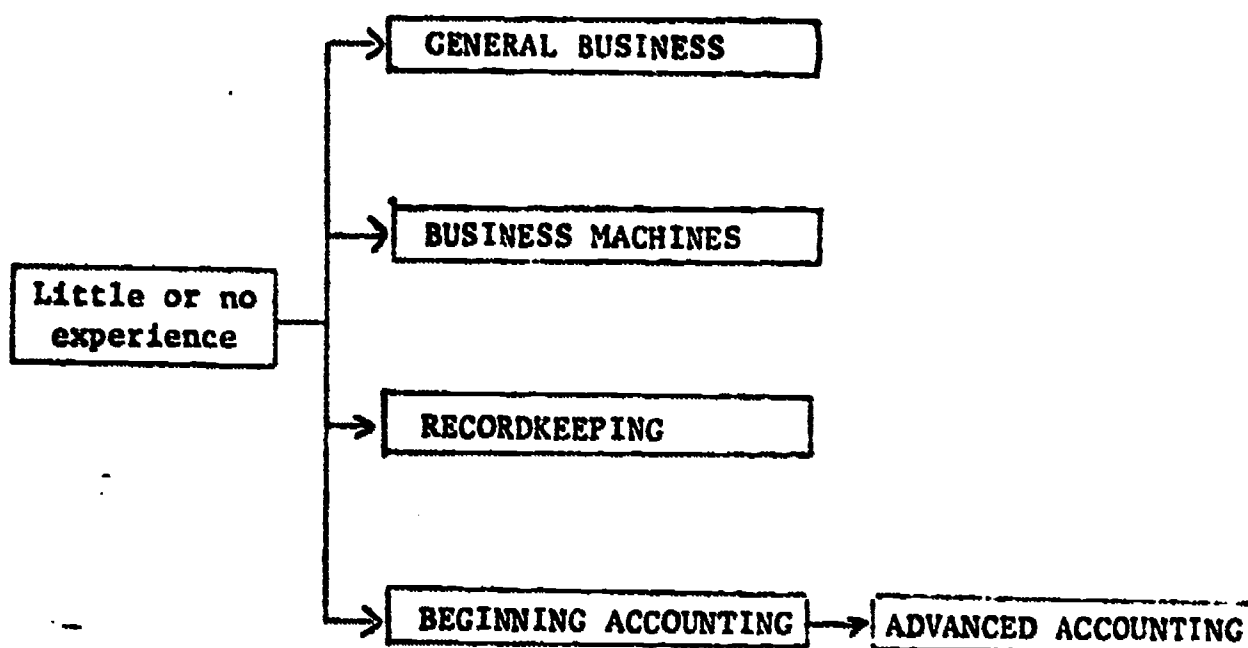 GENERAL BUSINESS
BUSINESS MACHINES
Little or no
experience
RECORDKEEPING
BEGINNING ACCOUNTING
ADVANCED ACCOUNTING